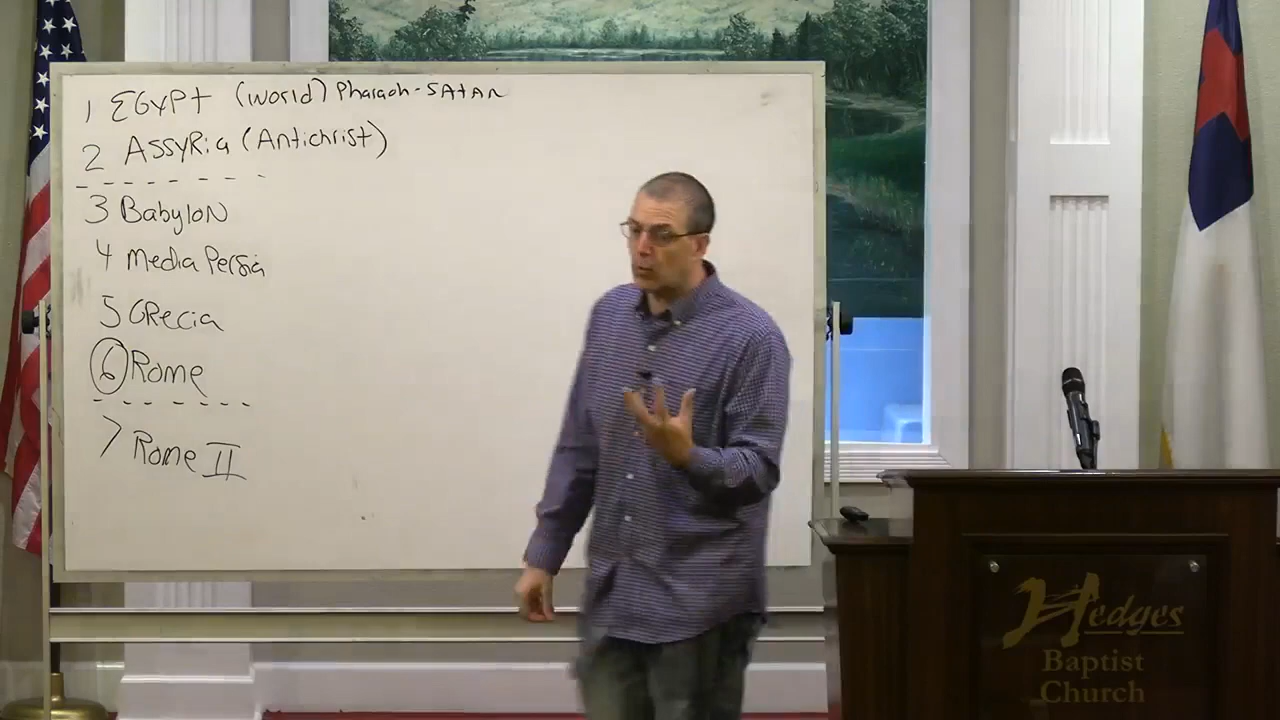 1 EGYPt (world) Pharaoh - SAtAN
2 AssyRia (Antichrist)
3 BabyloN
4 Media Persia
5 GRecia
6 Rome
7 Rome II
Hedges
Baptist
Church